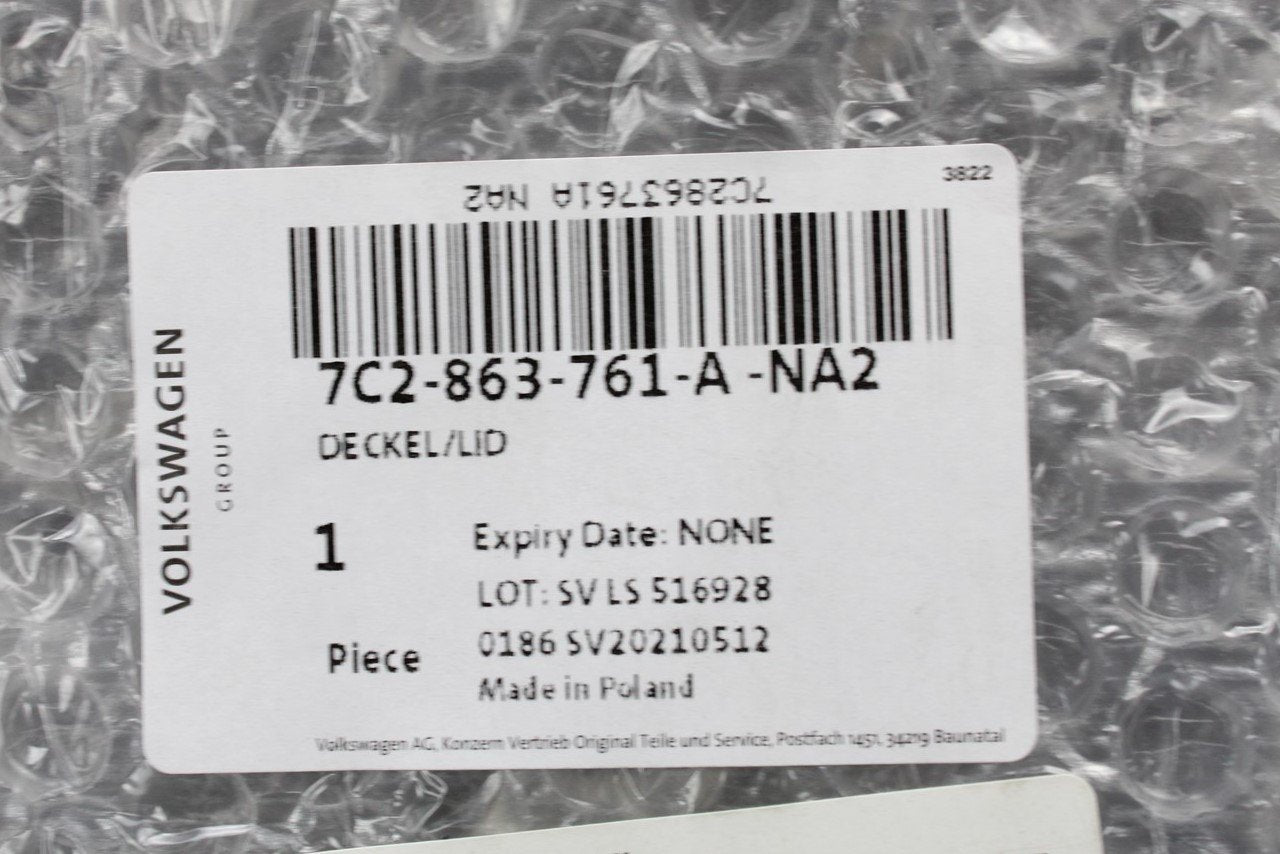 3822
7C2863761A NA2
7C2-863-761-A -NA2
DECKEL/LID
VOLKSWAGEN
GROUP
1
Piece
Expiry Date: NONE
LOT: SV LS 516928
0186 SV20210512
Made in Poland
Volkswagen AG, Konzern Vertrieb Original Teile und Service, Postfach 1451, 34219 Baunatal